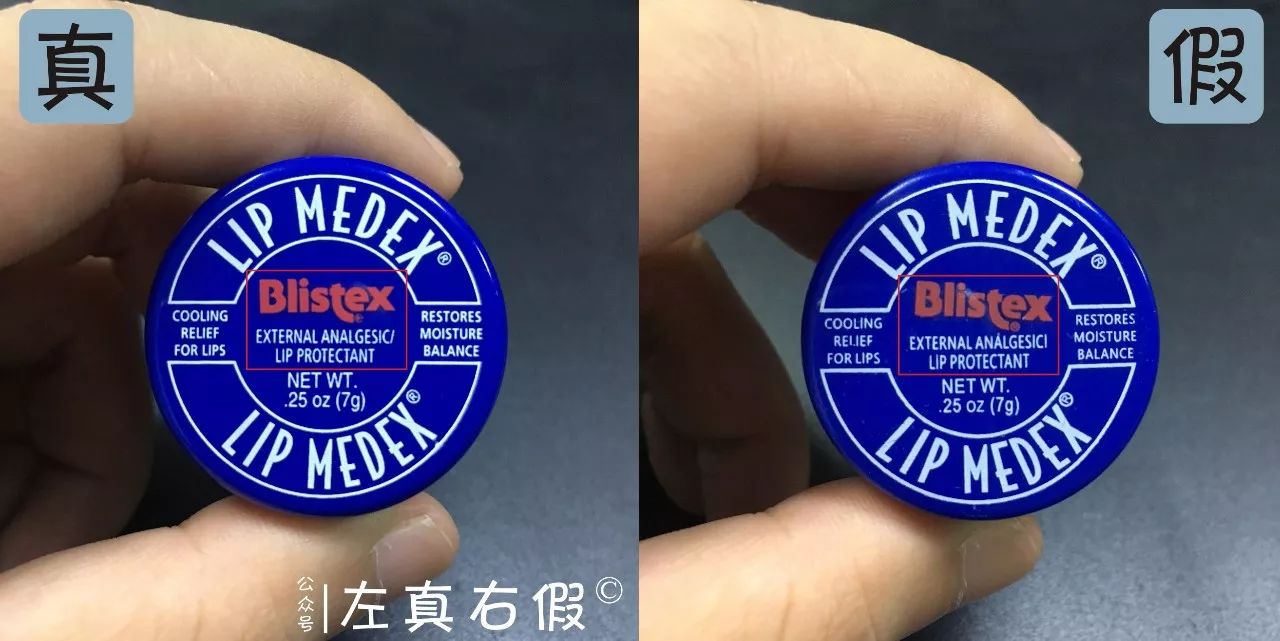 真
LIP MEDEX®
Blistex®
EXTERNAL ANALGESIC/
LIP PROTECTANT
COOLING
RELIEF
FOR LIPS
RESTORES
MOISTURE
BALANCE
NET WT.
.25 oz (7g)
LIP MEDEX®
公众号
左真右假©
假
LIP MEDEX®
Blistex®
EXTERNAL ANÁLGESICI
LIP PROTECTANT
COOLING
REI.IEF
FOR LIPS
RESTORES
MOISTURE
BALANCE
NET WT.
.25 oz (7g)
LIP MEDEX®